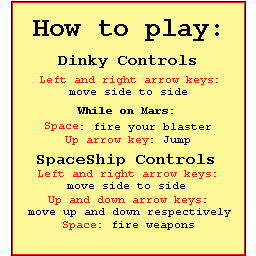 How to play:
Dinky Controls
Left and right arrow keys:
move side to side
While on Mars:
Space: fire your blaster
Up arrow key: Jump
SpaceShip Controls
Left and right arrow keys:
move side to side
Up and down arrow keys:
move up and down respectively
Space: fire weapons